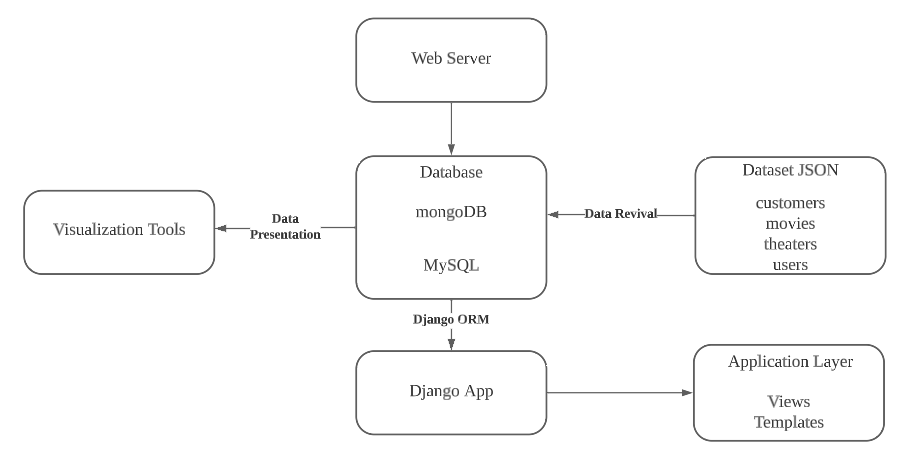 Web Server
Database
mongoDB
MySQL
Dataset JSON
customers
movies
theaters
users
Data Revival
Data
Presentation
Visualization Tools
Django ORM
Django App
Application Layer
Views
Templates